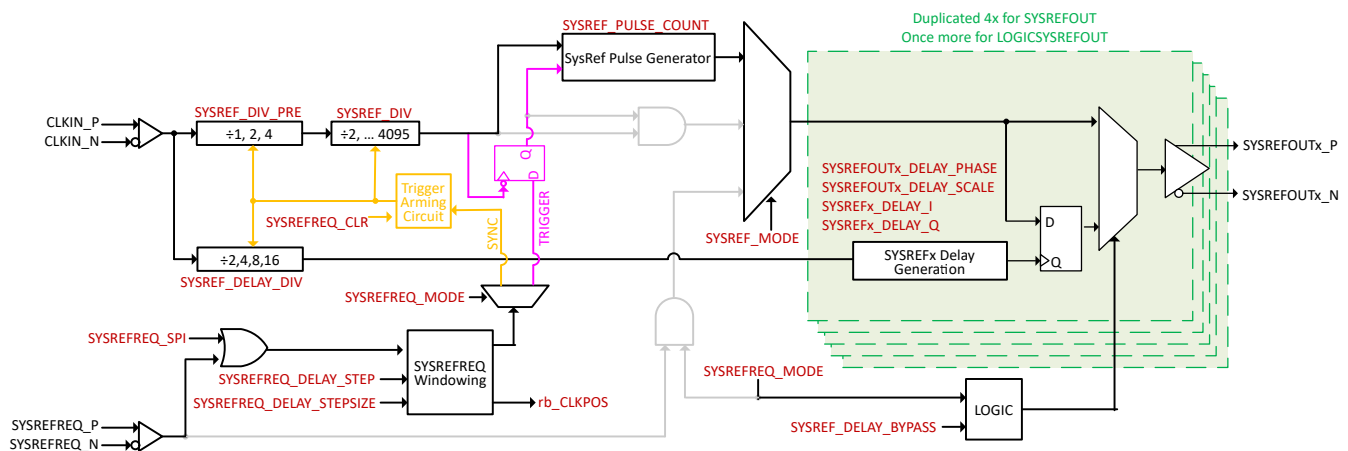 Duplicated 4x for SYSREFOUT
Once more for LOGICSYSREFOUT
SYSREF_PULSE_COUNT
SysRef Pulse Generator
SYSREF_DIV_PRE
SYSREF_DIV
CLKIN_P
CLKIN_N
÷1, 2, 4
÷2, ... 4095
Q
D
TRIGGER
SYNC
Trigger
Arming
Circuit
SYSREFREQ_CLR
SYSREF_MODE
SYSREFOUTx_DELAY_PHASE
SYSREFOUTx_DELAY_SCALE
SYSREFx_DELAY_I
SYSREFx_DELAY_Q
SYSREFOUTx_P
SYSREFOUTx_N
D
Q
÷2,4,8,16
SYSREF_DELAY_DIV
SYSREFx Delay
Generation
SYSREFREQ_MODE
SYSREFREQ_SPI
SYSREFREQ
Windowing
SYSREFREQ_DELAY_STEP
SYSREFREQ_DELAY_STEPSIZE
rb_CLKPOS
SYSREFREQ_MODE
LOGIC
SYSREF_DELAY_BYPASS
SYSREFREQ_P
SYSREFREQ_N